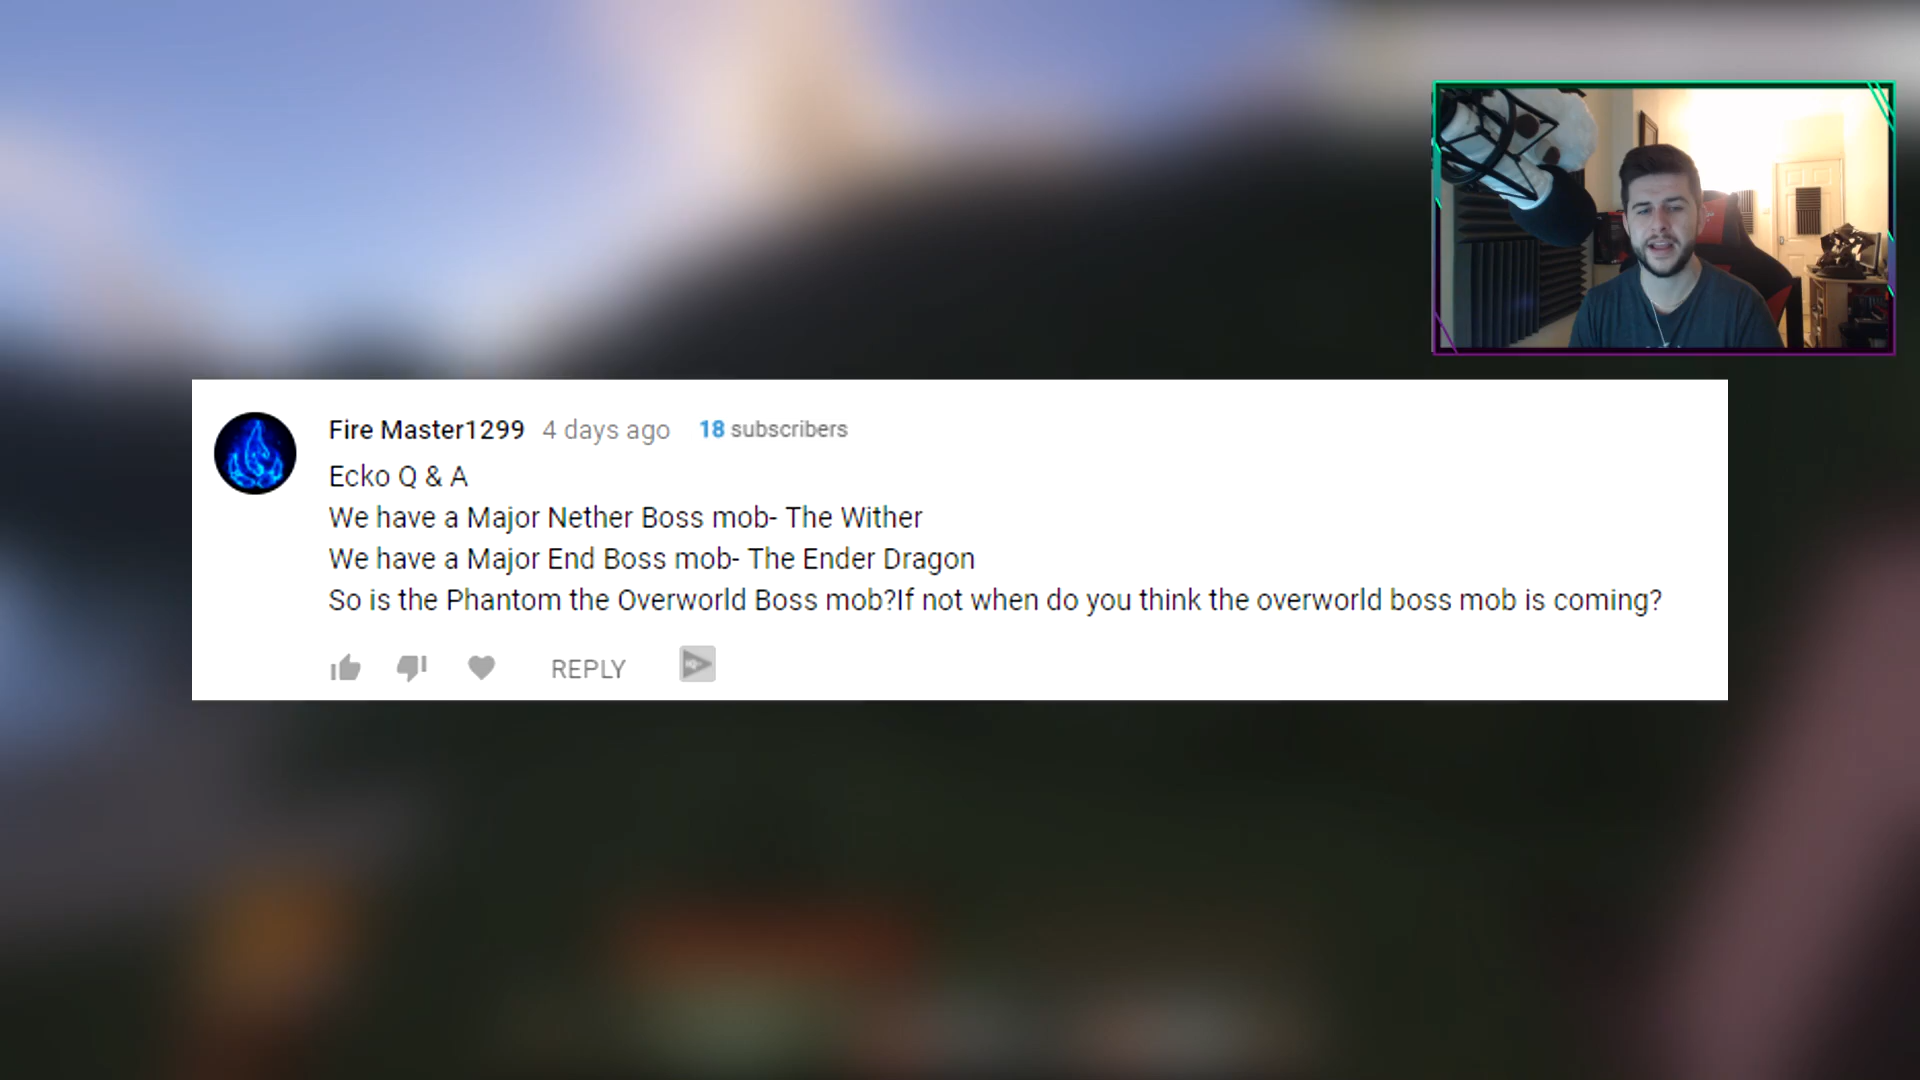 Fire Master1299 4 days ago 18 subscribers
Ecko Q & A
We have a Major Nether Boss mob- The Wither
We have a Major End Boss mob- The Ender Dragon
So is the Phantom the Overworld Boss mob?If not when do you think the overworld boss mob is coming?
REPLY